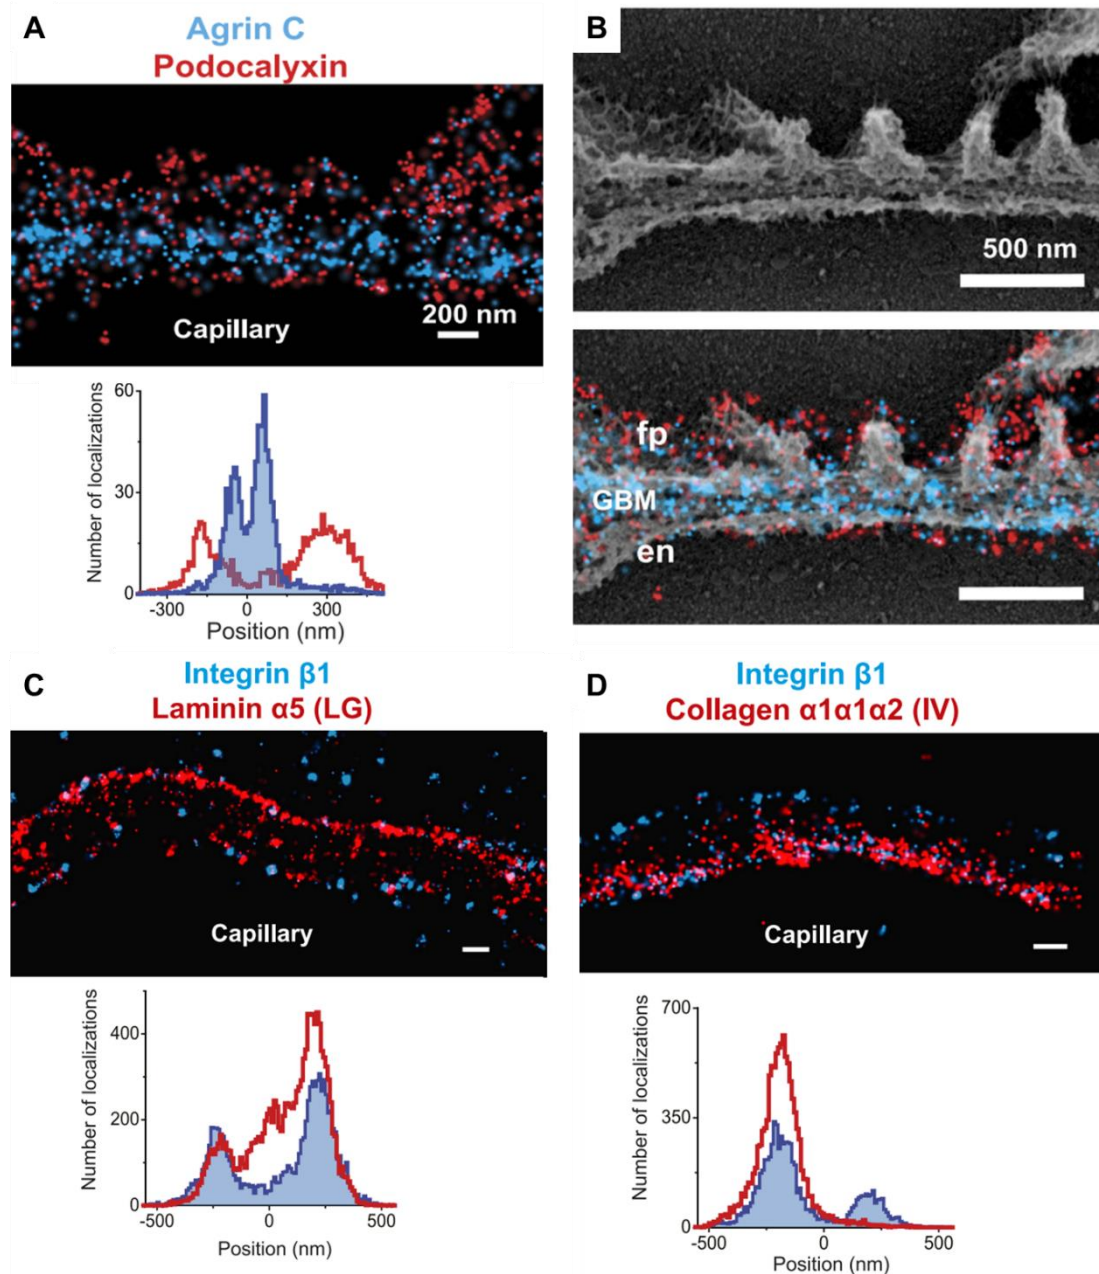 A
Agrin C
Podocalyxin
Capillary
200 nm
60
30
0
Number of localizations
-300
0
300
Position (nm)
B
500 nm
fp
GBM
en
C
Integrin β1
Laminin α5 (LG)
Capillary
400
200
0
Number of localizations
-500
0
500
Position (nm)
D
Integrin β1
Collagen α1α1α2 (IV)
Capillary
700
350
0
Number of localizations
-500
0
500
Position (nm)